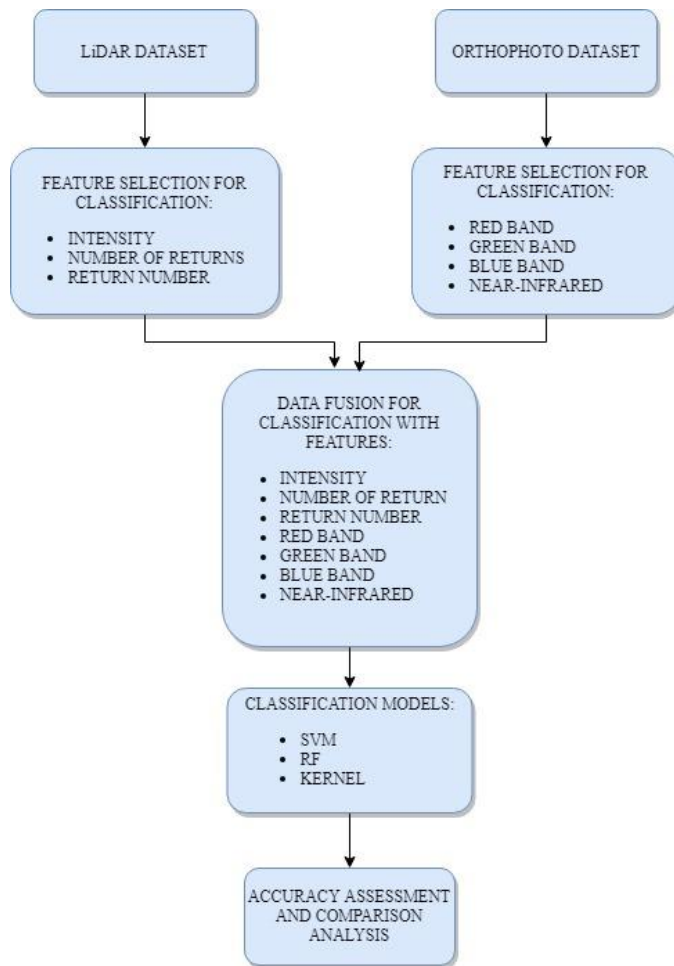 LiDAR DATASET
ORTHOPHOTO DATASET
FEATURE SELECTION FOR
CLASSIFICATION:
• INTENSITY
• NUMBER OF RETURNS
• RETURN NUMBER
FEATURE SELECTION FOR
CLASSIFICATION:
• RED BAND
• GREEN BAND
• BLUE BAND
• NEAR-INFRARED
DATA FUSION FOR
CLASSIFICATION WITH
FEATURES:
• INTENSITY
• NUMBER OF RETURN
• RETURN NUMBER
• RED BAND
• GREEN BAND
• BLUE BAND
• NEAR-INFRARED
CLASSIFICATION MODELS:
• SVM
• RF
• KERNEL
ACCURACY ASSESSMENT
AND COMPARISON
ANALYSIS